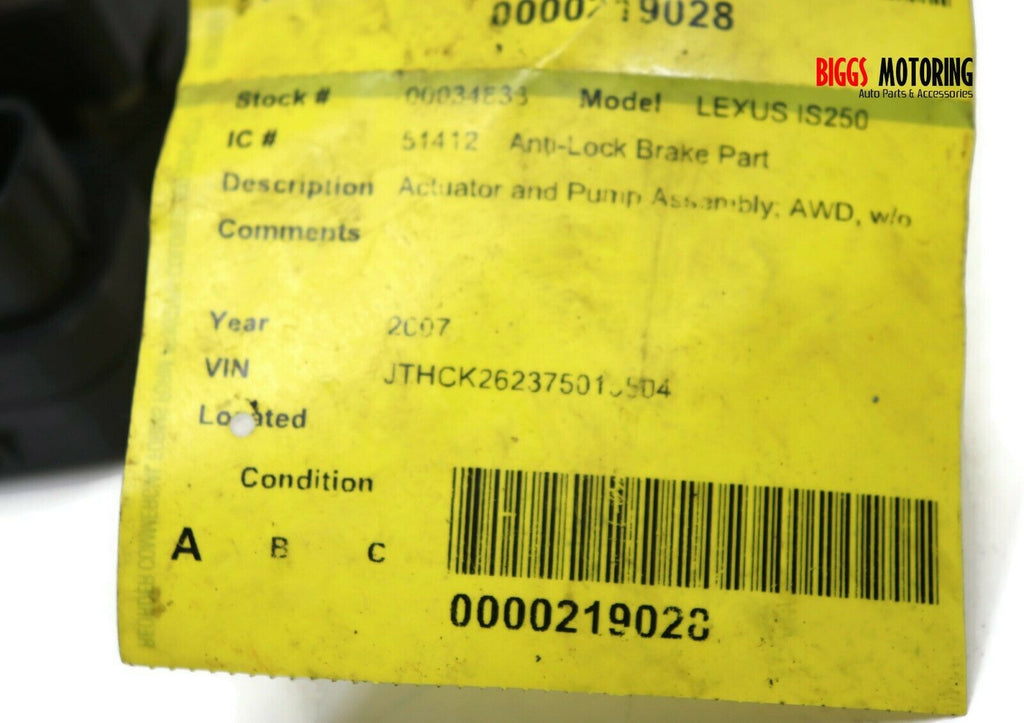 0000219028
BIGGS MOTORING
Auto Parts & Accessories
Stock # Model LEXUS IS250
IC # 51412 Anti-Lock Brake Part
Description Actuator and Pump Assembly; AWD, w/o
Comments
Year 2007
VIN
Located
Condition
A B C
0000219028